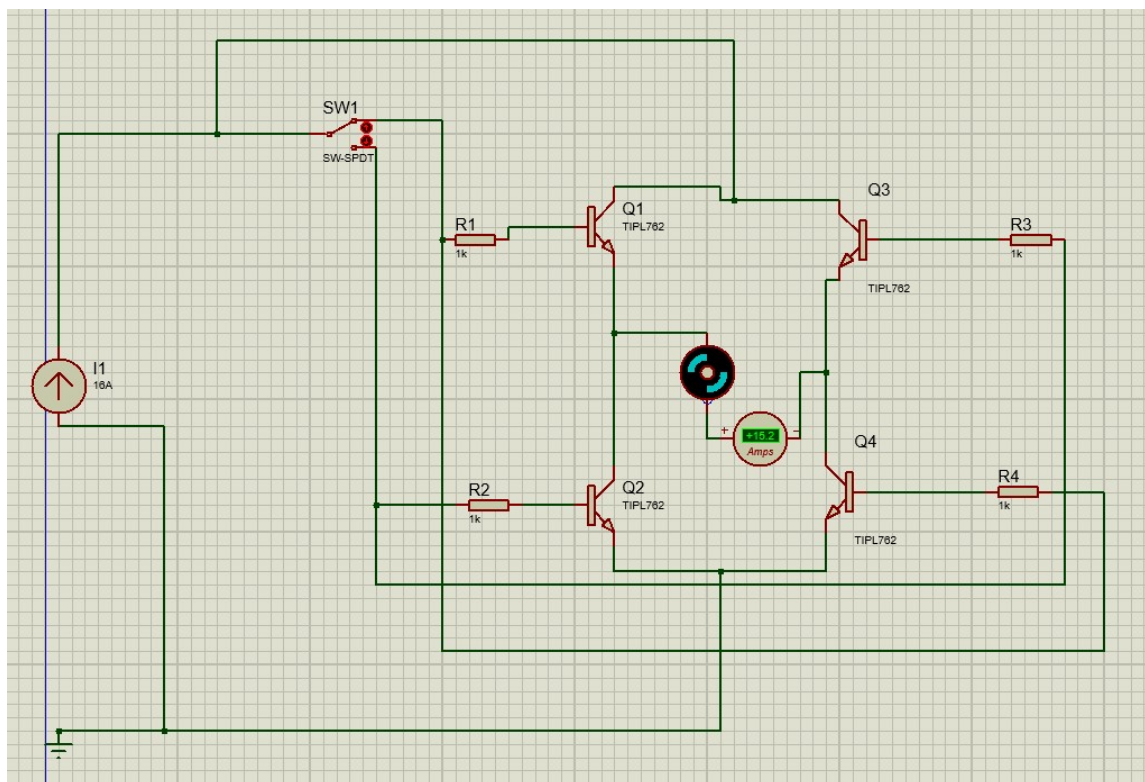 SW1
SW-SPDT
Q1
TIPL762
Q3
TIPL762
R1
1k
R3
1k
I1
16A
+
+15.2
-
Amps
Q4
TIPL762
R2
1k
Q2
TIPL762
R4
1k